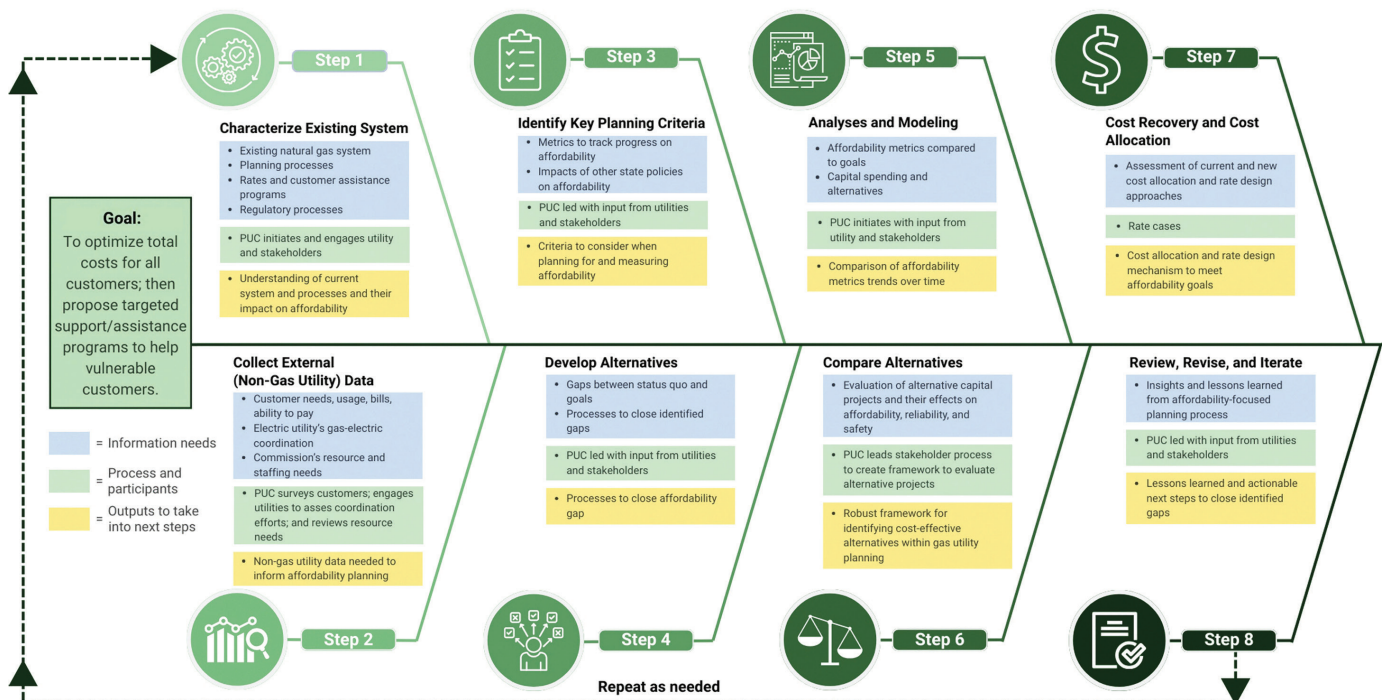 Step 1
Characterize Existing System
• Existing natural gas system
• Planning processes
• Rates and customer assistance
programs
• Regulatory processes
• PUC initiates and engages utility
and stakeholders
• Understanding of current
system and processes and their
impact on affordability
Step 3
Identify Key Planning Criteria
• Metrics to track progress on
affordability
• Impacts of other state policies
on affordability
• PUC led with input from utilities
and stakeholders
• Criteria to consider when
planning for and measuring
affordability
Step 5
Analyses and Modeling
• Affordability metrics compared
to goals
• Capital spending and
alternatives
• PUC initiates with input from
utility and stakeholders
• Comparison of affordability
metrics trends over time
$
Step 7
Cost Recovery and Cost
Allocation
• Assessment of current and new
cost allocation and rate design
approaches
• Rate cases
• Cost allocation and rate design
mechanism to meet
affordability goals
Goal:
To optimize total
costs for all
customers; then
propose targeted
support/assistance
programs to help
vulnerable
customers.
= Information needs
= Process and
participants
= Outputs to take
into next steps
Collect External
(Non-Gas Utility) Data
• Customer needs, usage, bills,
ability to pay
• Electric utility's gas-electric
coordination
• Commission's resource and
staffing needs
• PUC surveys customers; engages
utilities to asses coordination
efforts; and reviews resource
needs
• Non-gas utility data needed to
inform affordability planning
Step 2
Develop Alternatives
• Gaps between status quo and
goals
• Processes to close identified
gaps
• PUC led with input from utilities
and stakeholders
• Processes to close affordability
gap
Step 4
Compare Alternatives
• Evaluation of alternative capital
projects and their effects on
affordability, reliability, and
safety
• PUC leads stakeholder process
to create framework to evaluate
alternative projects
• Robust framework for
identifying cost-effective
alternatives within gas utility
planning
Step 6
Review, Revise, and Iterate
• Insights and lessons learned
from affordability-focused
planning process
• PUC led with input from utilities
and stakeholders
• Lessons learned and actionable
next steps to close identified
gaps
Step 8
Repeat as needed